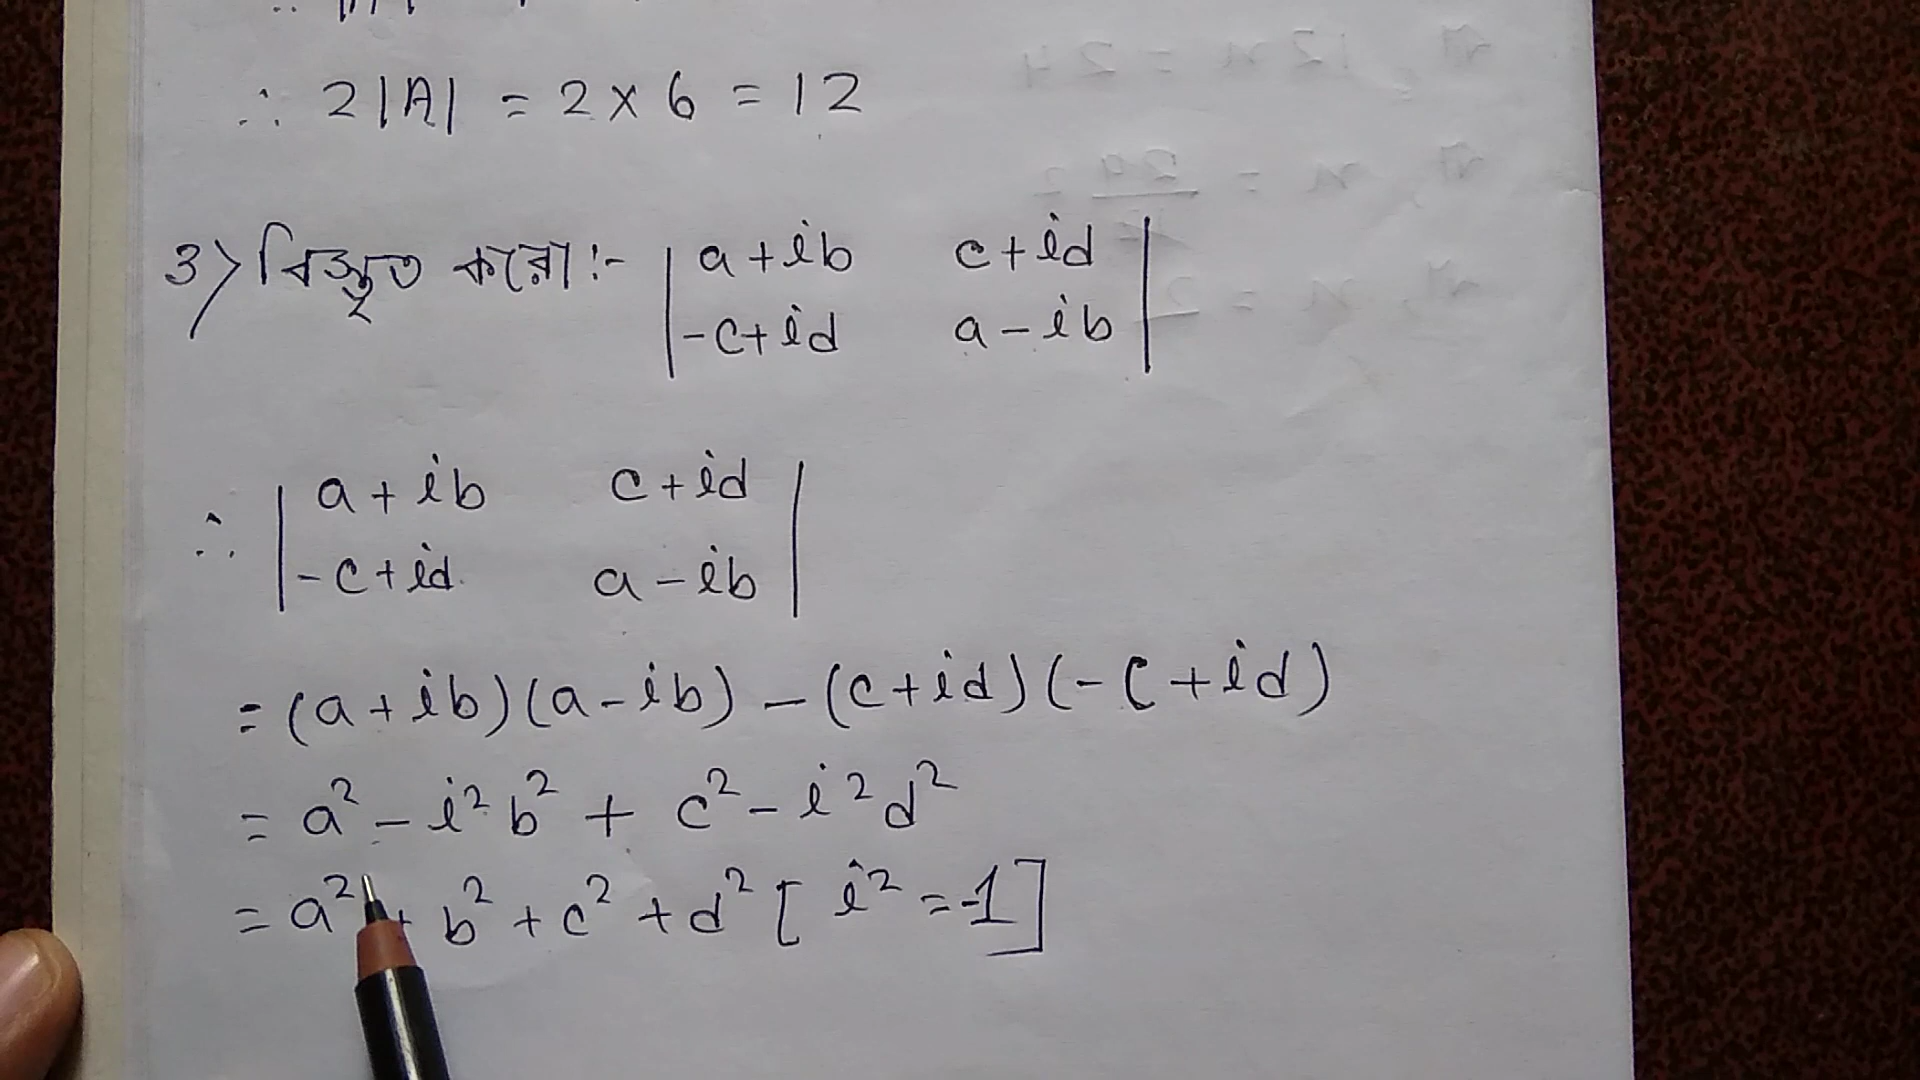 ∴ 2|A| = 2 × 6 = 12
3) বিস্তৃত করো :- | a + ib c + id |
| -c + id a - ib |
∴ | a + ib c + id |
| -c + id. a - ib |
= (a + ib)(a - ib) - (c + id)(-c + id)
= a² - i²b² + c² - i²d²
= a² + b² + c² + d² [ i² = -1 ]